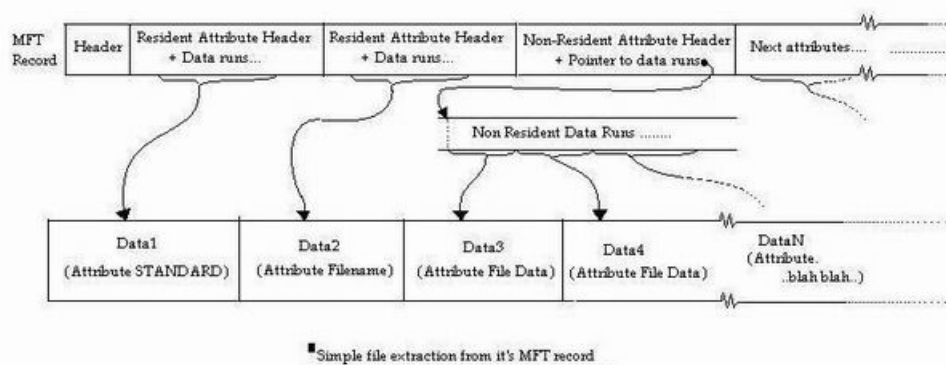 MFT
Record
Header
Resident Attribute Header
+ Data runs...
Resident Attribute Header
+ Data runs...
Non-Resident Attribute Header
+ Pointer to data runs
Next attributes....
Non Resident Data Runs ........
Data1
(Attribute STANDARD)
Data2
(Attribute Filename)
Data3
(Attribute File Data)
Data4
(Attribute File Data)
DataN
(Attribute.
..blah blah..)
Simple file extraction from it's MFT record